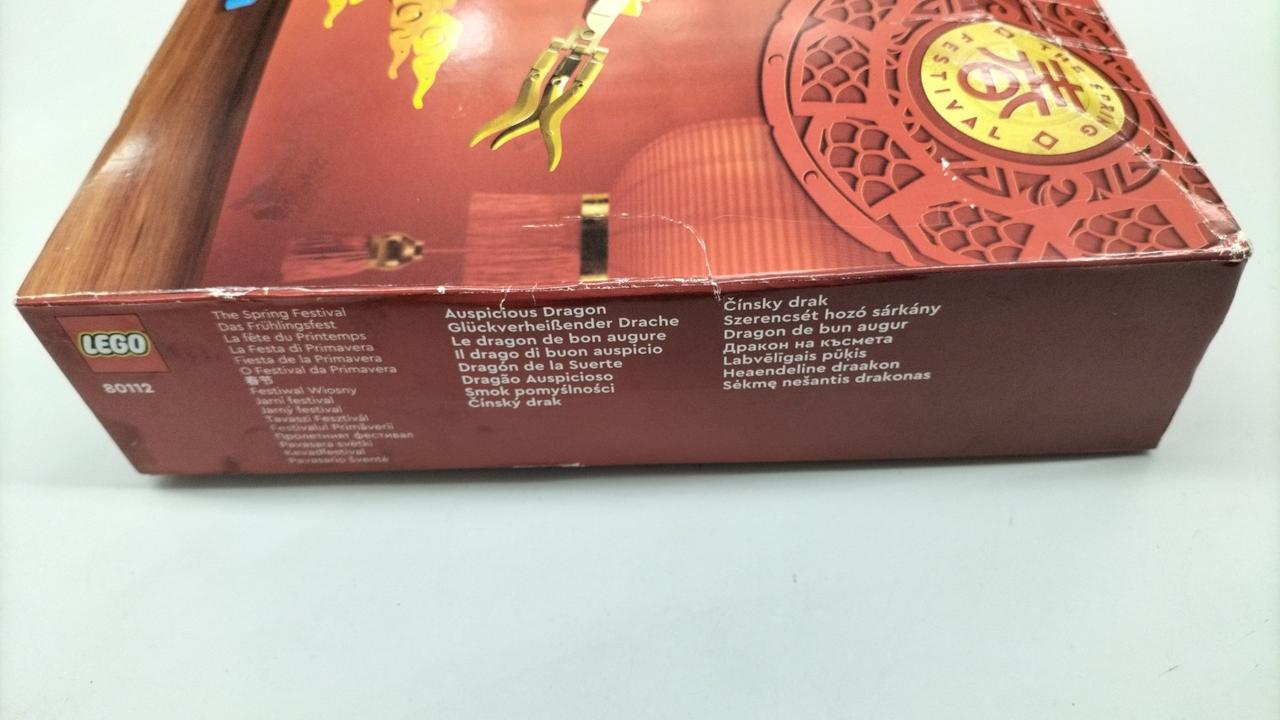 THE SPRING FESTIVAL
LEGO
80112
The Spring Festival
Das Frühlingsfest
La fête du Printemps
La Festa di Primavera
Fiesta de la Primavera
O Festival da Primavera
春节
Festiwal Wiosny
Jarní festival
Jarný festival
Tavaszi Fesztivál
Festivalul Primăverii
Пролетният фестивал
Pavasara svētki
Kevadfestival
Pavasario šventė
Auspicious Dragon
Glückverheißender Drache
Le dragon de bon augure
Il drago di buon auspicio
Dragón de la Suerte
Dragão Auspicioso
Smok pomyślności
Čínský drak
Čínsky drak
Szerencsét hozó sárkány
Dragon de bun augur
Дракон на късмета
Labvēlīgais pūķis
Heaendeline draakon
Sėkmę nešantis drakonas